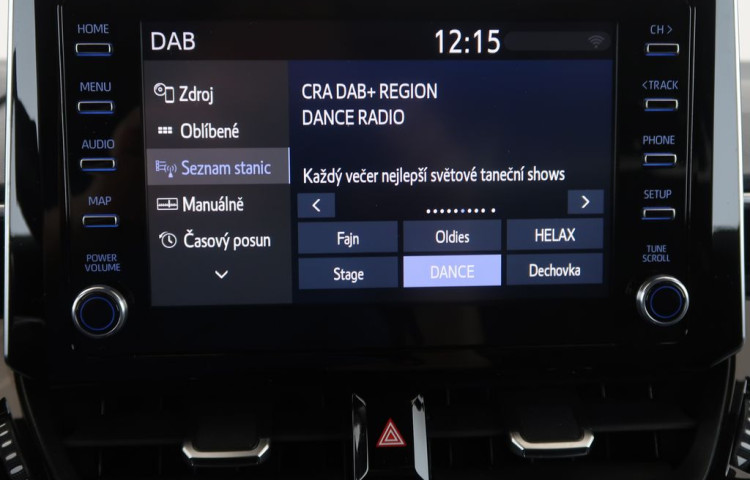 HOME
MENU
AUDIO
MAP
POWER
VOLUME
DAB
12:15
Zdroj
Oblíbené
Seznam stanic
Manuálně
Časový posun
CRA DAB+ REGION
DANCE RADIO
Každý večer nejlepší světové taneční shows
Fajn
Oldies
HELAX
Stage
DANCE
Dechovka
CH >
< TRACK
PHONE
SETUP
TUNE
SCROLL